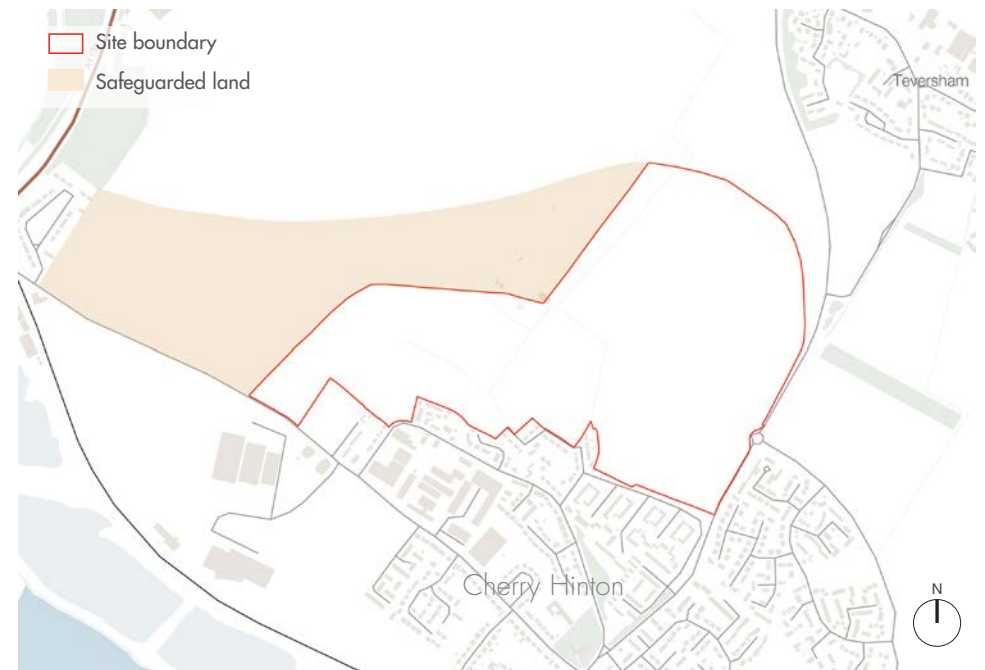 Site boundary
Safeguarded land
Teversham
Cherry Hinton
N